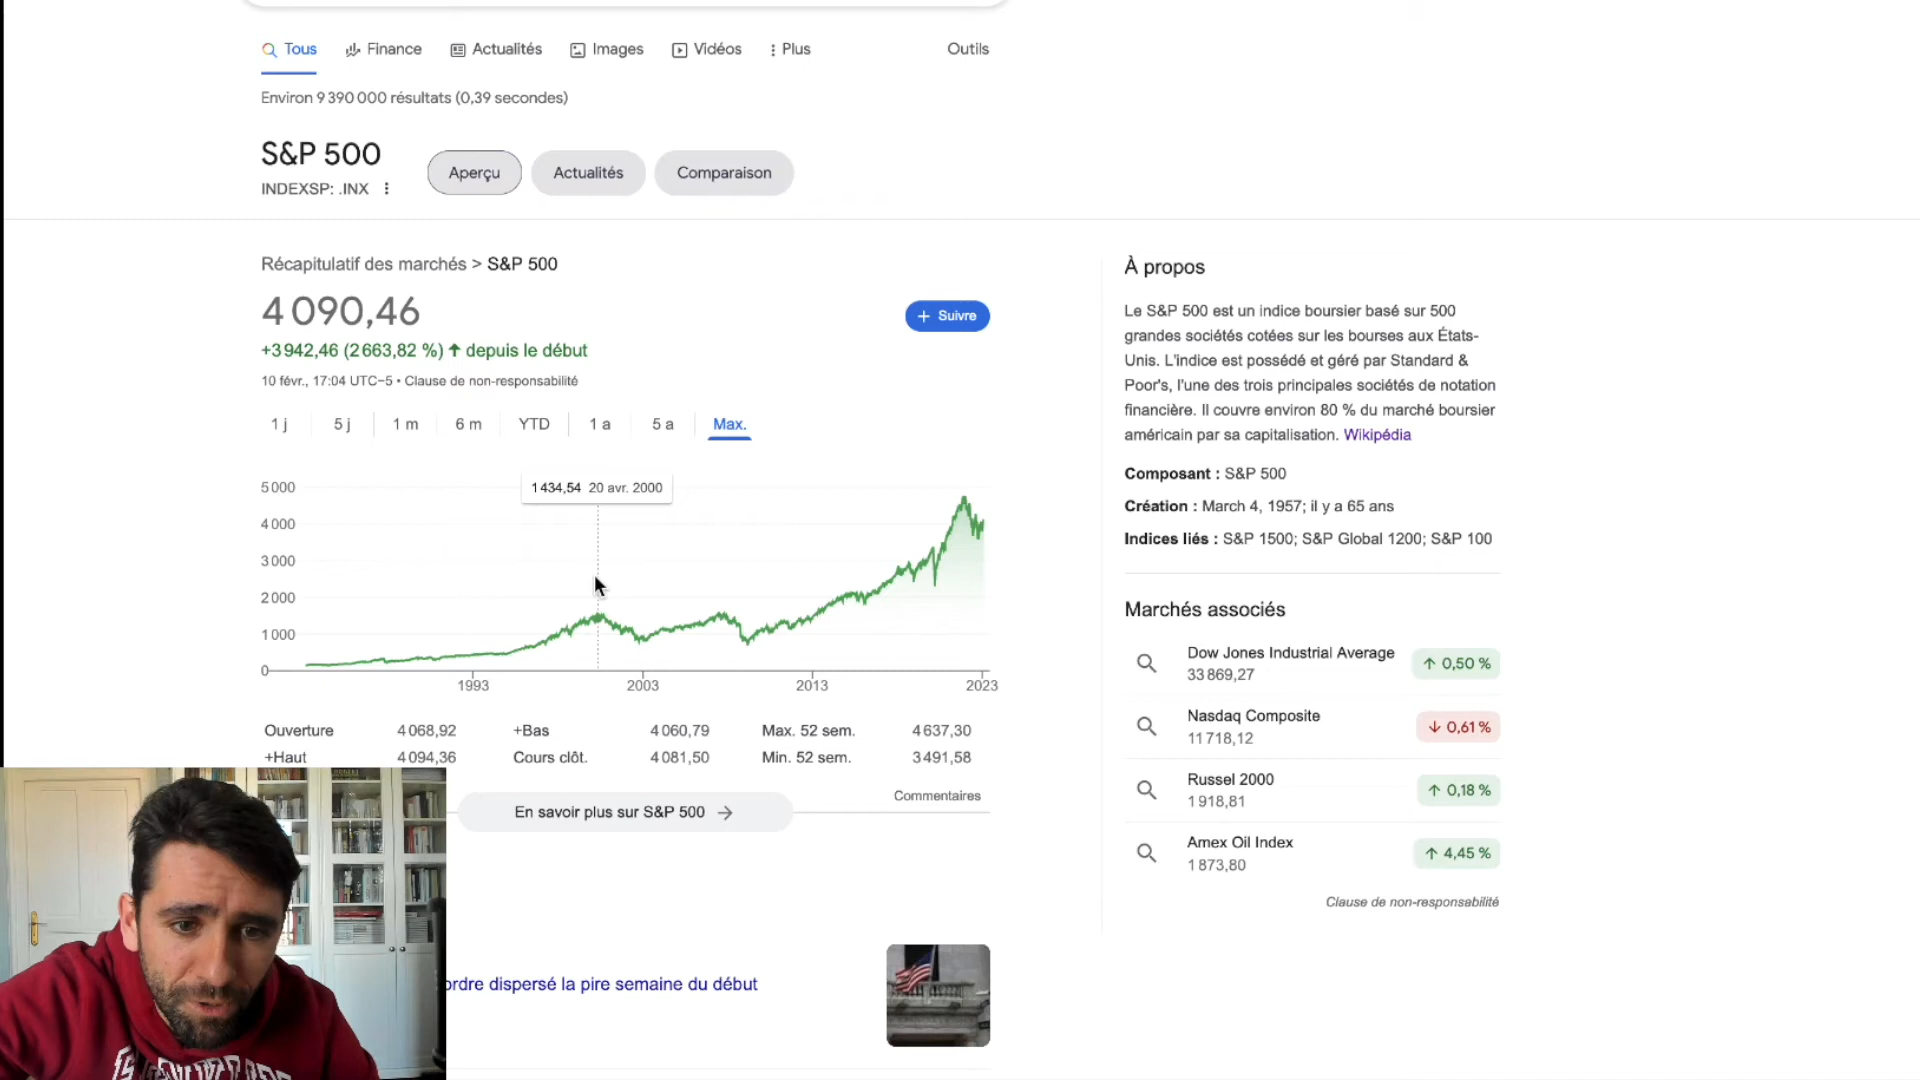 Tous Finance Actualités Images Vidéos Plus Outils
Environ 9 390 000 résultats (0,39 secondes)
S&P 500
INDEXSP: .INX
Aperçu Actualités Comparaison
Récapitulatif des marchés > S&P 500
4 090,46
+3 942,46 (2 663,82 %) ↑ depuis le début
10 févr., 17:04 UTC−5 • Clause de non-responsabilité
+ Suivre
1 j 5 j 1 m 6 m YTD 1 a 5 a Max.
1 434,54 20 avr. 2000
5 000
4 000
3 000
2 000
1 000
0
1993 2003 2013 2023
Ouverture 4 068,92 +Bas 4 060,79 Max. 52 sem. 4 637,30
+Haut 4 094,36 Cours clôt. 4 081,50 Min. 52 sem. 3 491,58
En savoir plus sur S&P 500 →
Commentaires
ordre dispersé la pire semaine du début
À propos
Le S&P 500 est un indice boursier basé sur 500
grandes sociétés cotées sur les bourses aux États-
Unis. L'indice est possédé et géré par Standard &
Poor's, l'une des trois principales sociétés de notation
financière. Il couvre environ 80 % du marché boursier
américain par sa capitalisation. Wikipédia
Composant : S&P 500
Création : March 4, 1957; il y a 65 ans
Indices liés : S&P 1500; S&P Global 1200; S&P 100
Marchés associés
Dow Jones Industrial Average
33 869,27
↑ 0,50 %
Nasdaq Composite
11 718,12
↓ 0,61 %
Russel 2000
1 918,81
↑ 0,18 %
Amex Oil Index
1 873,80
↑ 4,45 %
Clause de non-responsabilité